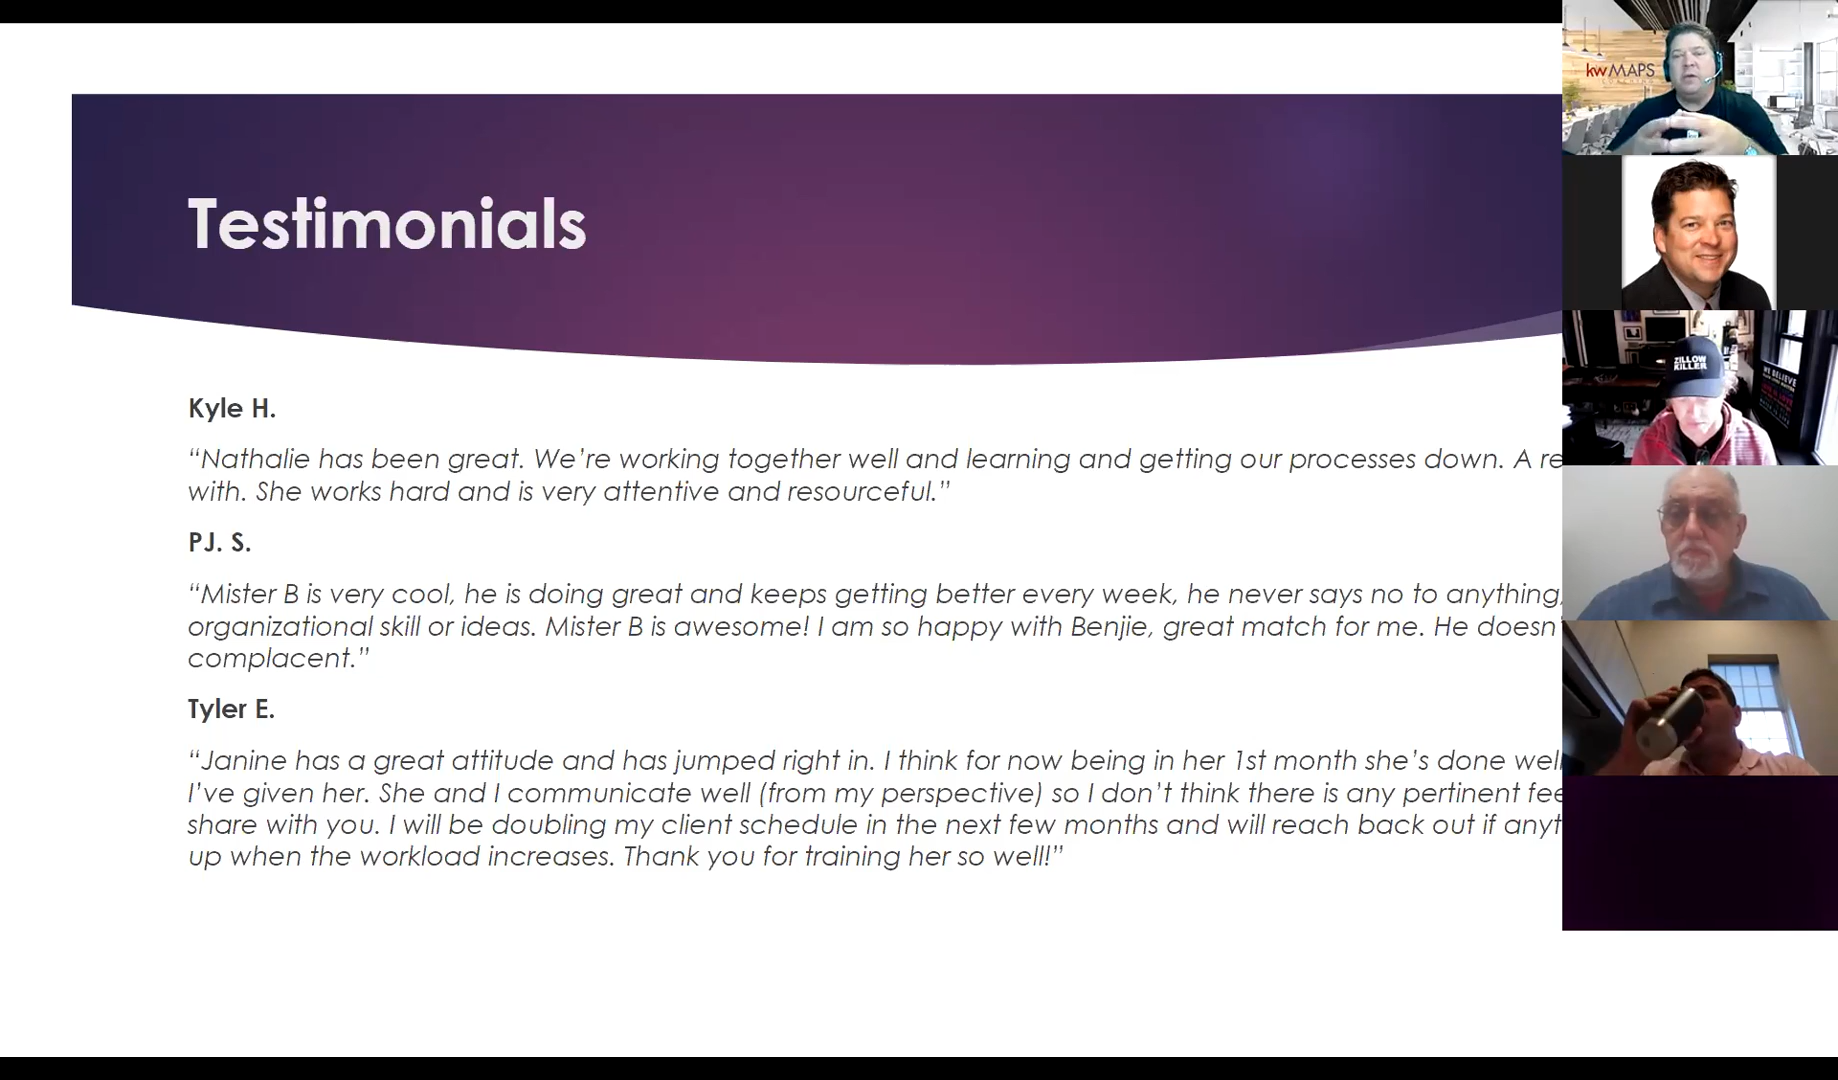 Testimonials
Kyle H.
“Nathalie has been great. We’re working together well and learning and getting our processes down. A re
with. She works hard and is very attentive and resourceful.”
PJ. S.
“Mister B is very cool, he is doing great and keeps getting better every week, he never says no to anything,
organizational skill or ideas. Mister B is awesome! I am so happy with Benjie, great match for me. He doesn’
complacent.”
Tyler E.
“Janine has a great attitude and has jumped right in. I think for now being in her 1st month she’s done well
I’ve given her. She and I communicate well (from my perspective) so I don’t think there is any pertinent fee
share with you. I will be doubling my client schedule in the next few months and will reach back out if anyt
up when the workload increases. Thank you for training her so well!”
kwMAPS
ZILLOW
KILLER
WE BELIEVE